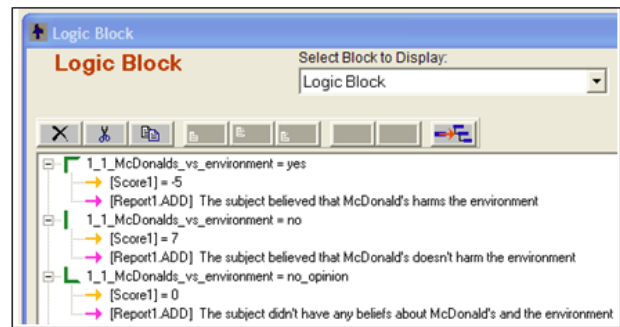 Logic Block
Logic Block
Select Block to Display:
Logic Block
1_1_McDonalds_vs_environment = yes
[Score1] = -5
[Report1.ADD] The subject believed that McDonald's harms the environment
1_1_McDonalds_vs_environment = no
[Score1] = 7
[Report1.ADD] The subject believed that McDonald's doesn't harm the environment
1_1_McDonalds_vs_environment = no_opinion
[Score1] = 0
[Report1.ADD] The subject didn't have any beliefs about McDonald's and the environment